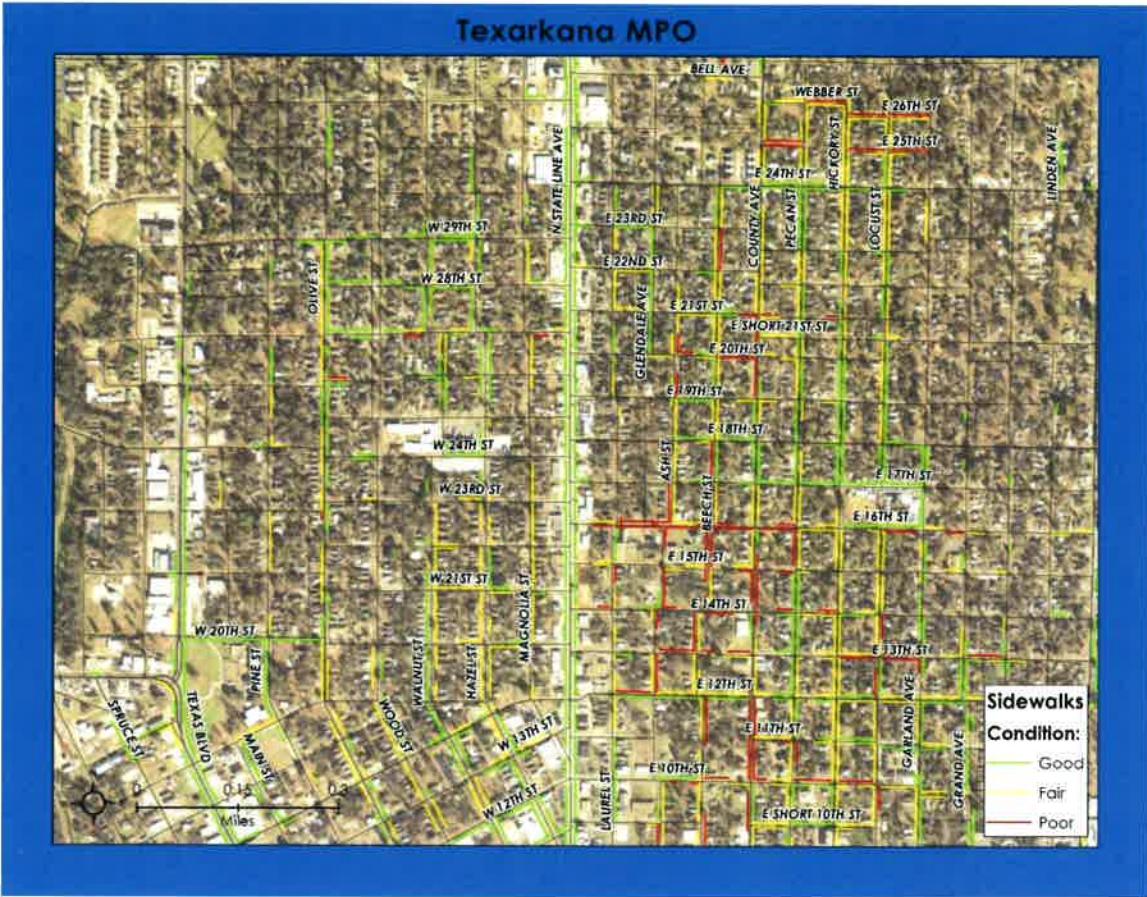 Texarkana MPO
BELL AVE
WEBBER ST
E 26TH ST
E 25TH ST
N STATE LINE AVE
HICKORY ST
LINDEN AVE
E 24TH ST
COUNTY AVE
PECAN ST
LOCUST ST
E 23RD ST
W 29TH ST
E 22ND ST
W 28TH ST
OLIVE ST
GLENDALE AVE
E 21ST ST
E SHORT 21ST ST
E 20TH ST
E 19TH ST
E 18TH ST
W 24TH ST
ASH ST
E 17TH ST
W 23RD ST
BEECH ST
E 16TH ST
E 15TH ST
W 21ST ST
MAGNOLIA ST
E 14TH ST
W 20TH ST
E 13TH ST
PINE ST
WALNUT ST
HAZEL ST
E 12TH ST
GARLAND AVE
SPRUCE ST
TEXAS BLVD
WOOD ST
W 13TH ST
E 11TH ST
MAIN ST
E 10TH ST
GRAND AVE
LAUREL ST
W 12TH ST
E SHORT 10TH ST
0 0.15 0.3
Miles
Sidewalks
Condition:
Good
Fair
Poor